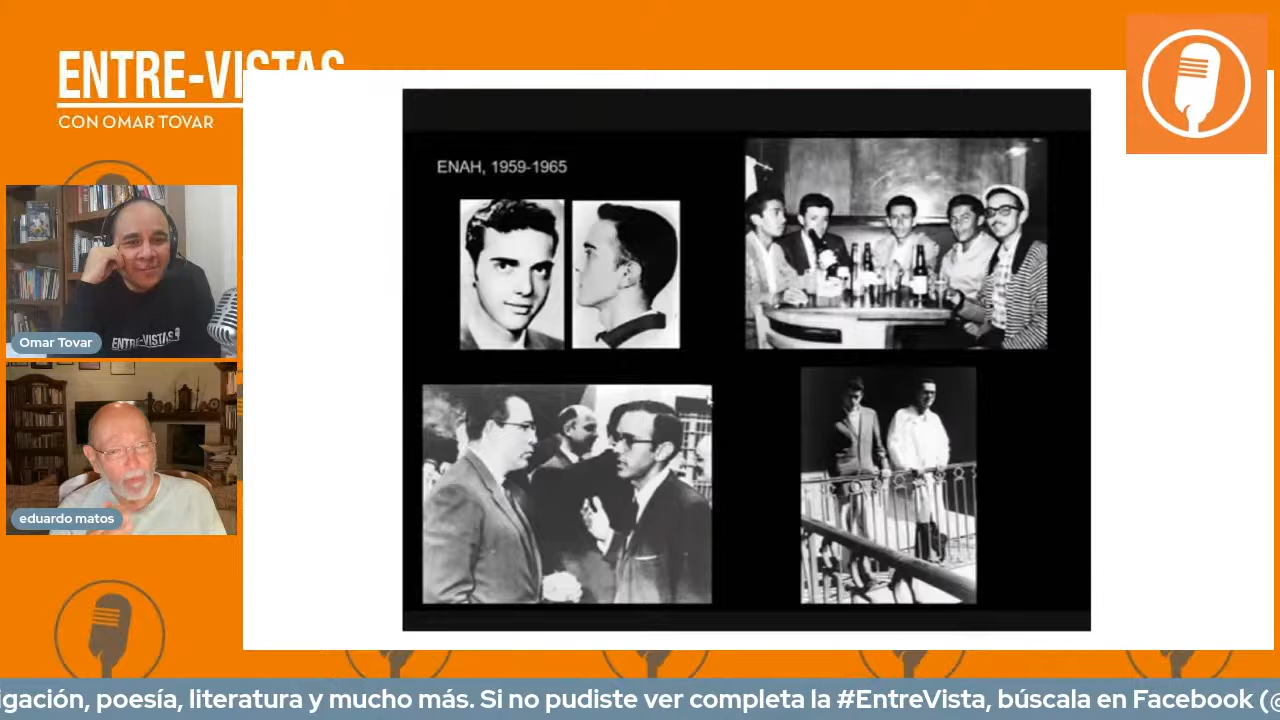 ENTRE-VISTAS
CON OMAR TOVAR
ENAH, 1959-1965
ENTRE-VISTAS
Omar Tovar
eduardo matos
igación, poesía, literatura y mucho más. Si no pudiste ver completa la #EntreVista, búscala en Facebook (@